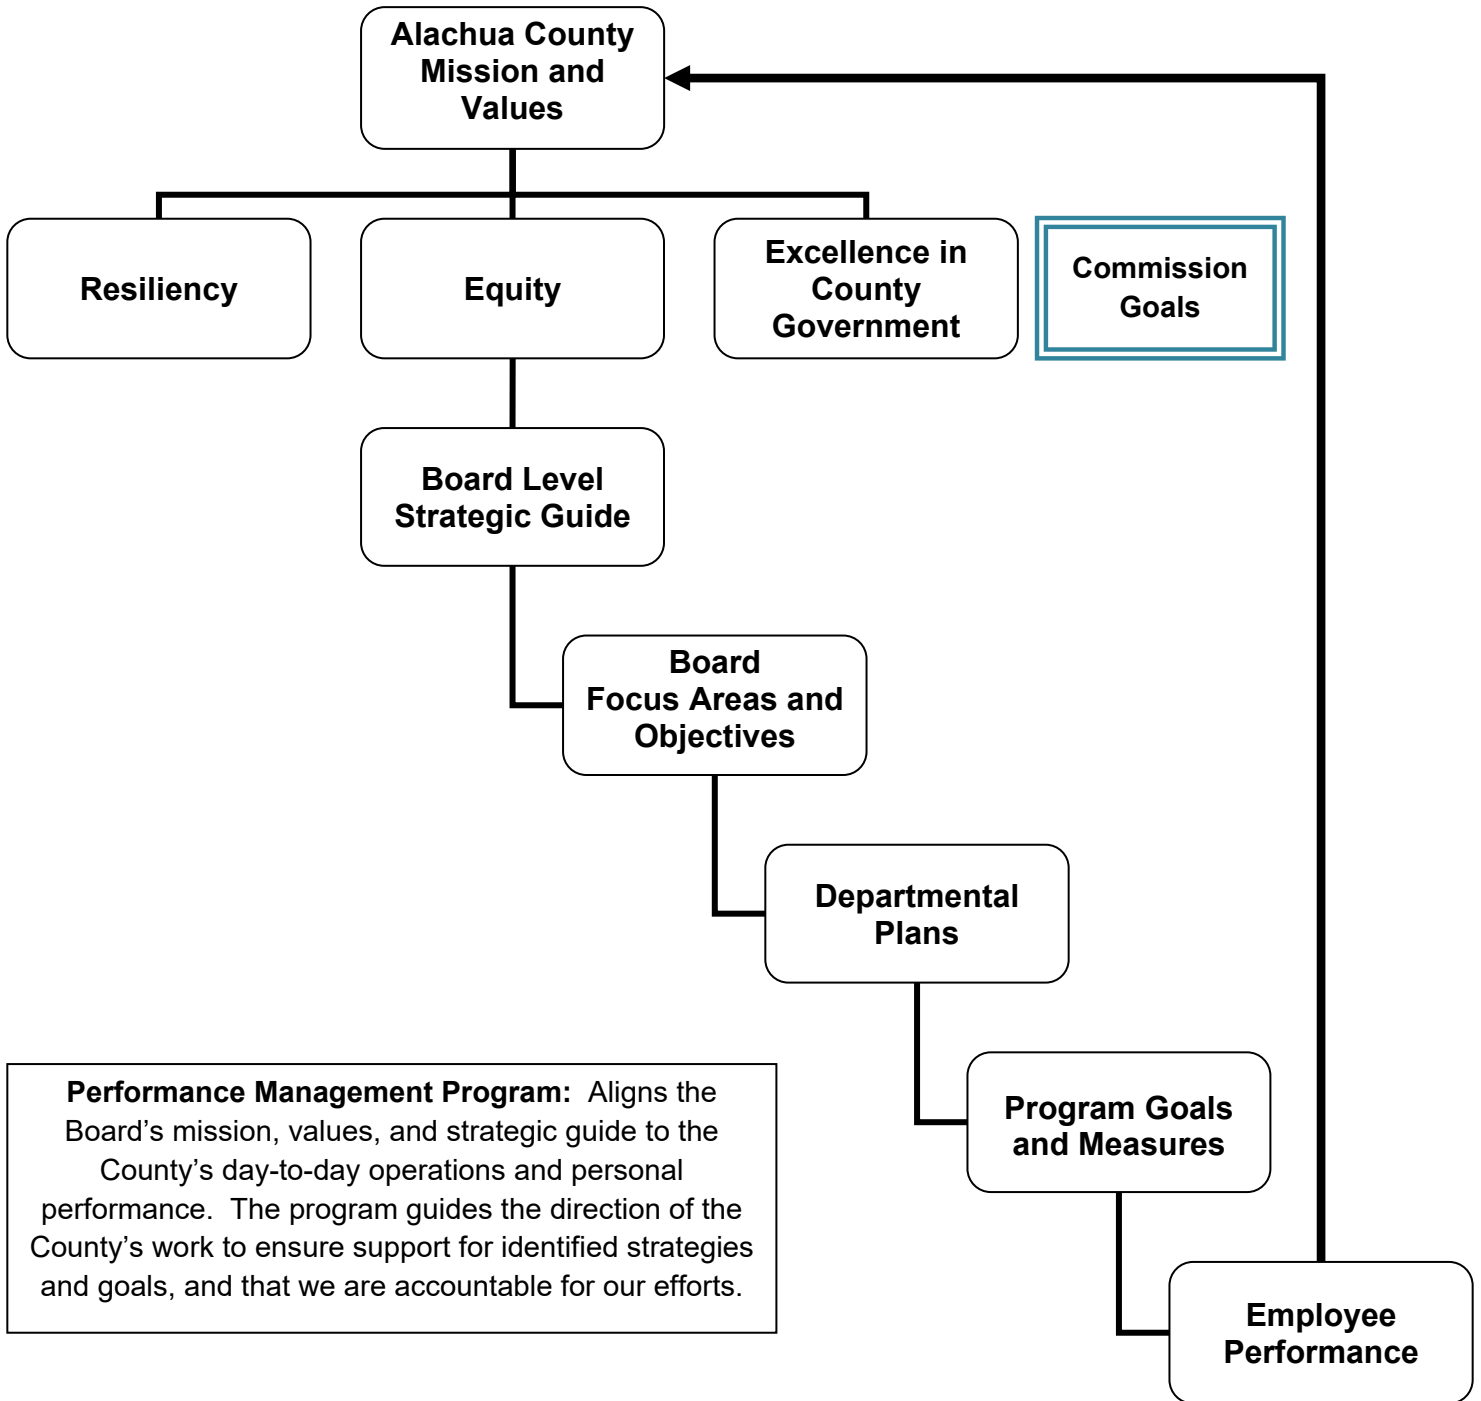 Alachua County
Mission and
Values
Resiliency
Equity
Excellence in
County
Government
Commission
Goals
Board Level
Strategic Guide
Board
Focus Areas and
Objectives
Departmental
Plans
Program Goals
and Measures
Employee
Performance
Performance Management Program:  Aligns the
Board’s mission, values, and strategic guide to the
County’s day-to-day operations and personal
performance.  The program guides the direction of the
County’s work to ensure support for identified strategies
and goals, and that we are accountable for our efforts.